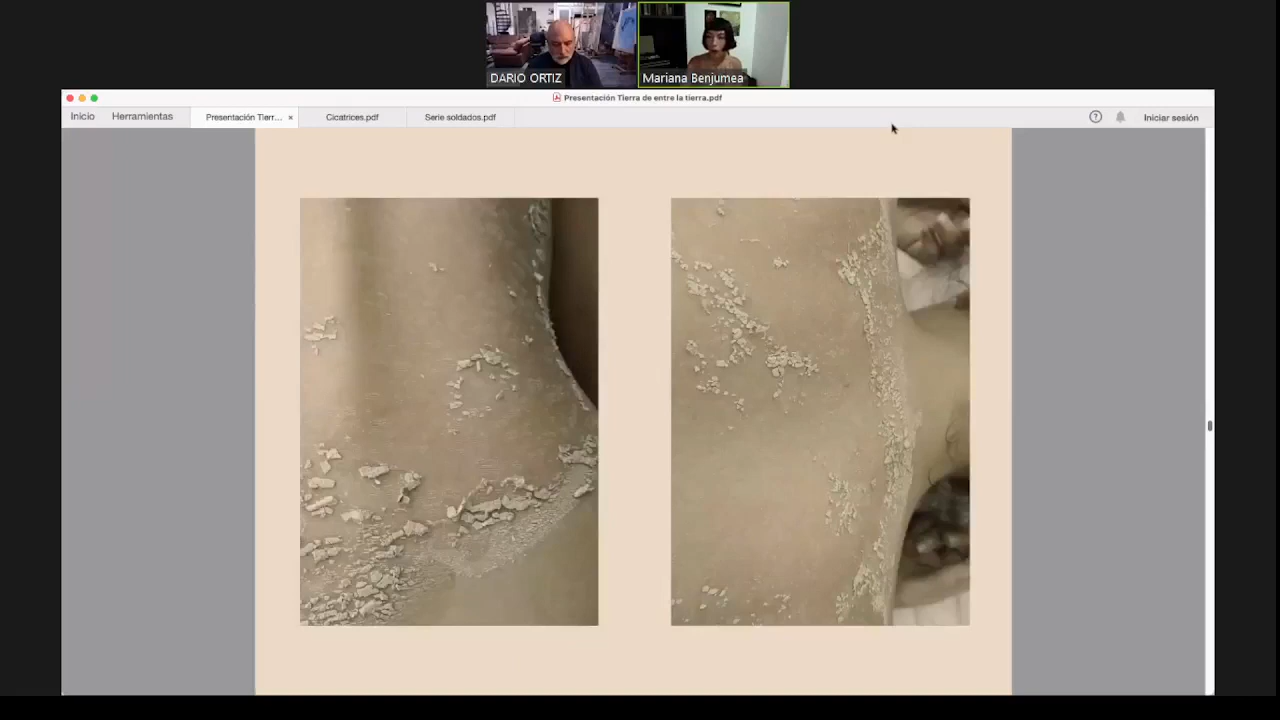 DARIO ORTIZ
Mariana Benjumea
Presentación Tierra de entre la tierra.pdf
Inicio
Herramientas
Presentación Tierr... ×
Cicatrices.pdf
Serie soldados.pdf
?
Iniciar sesión